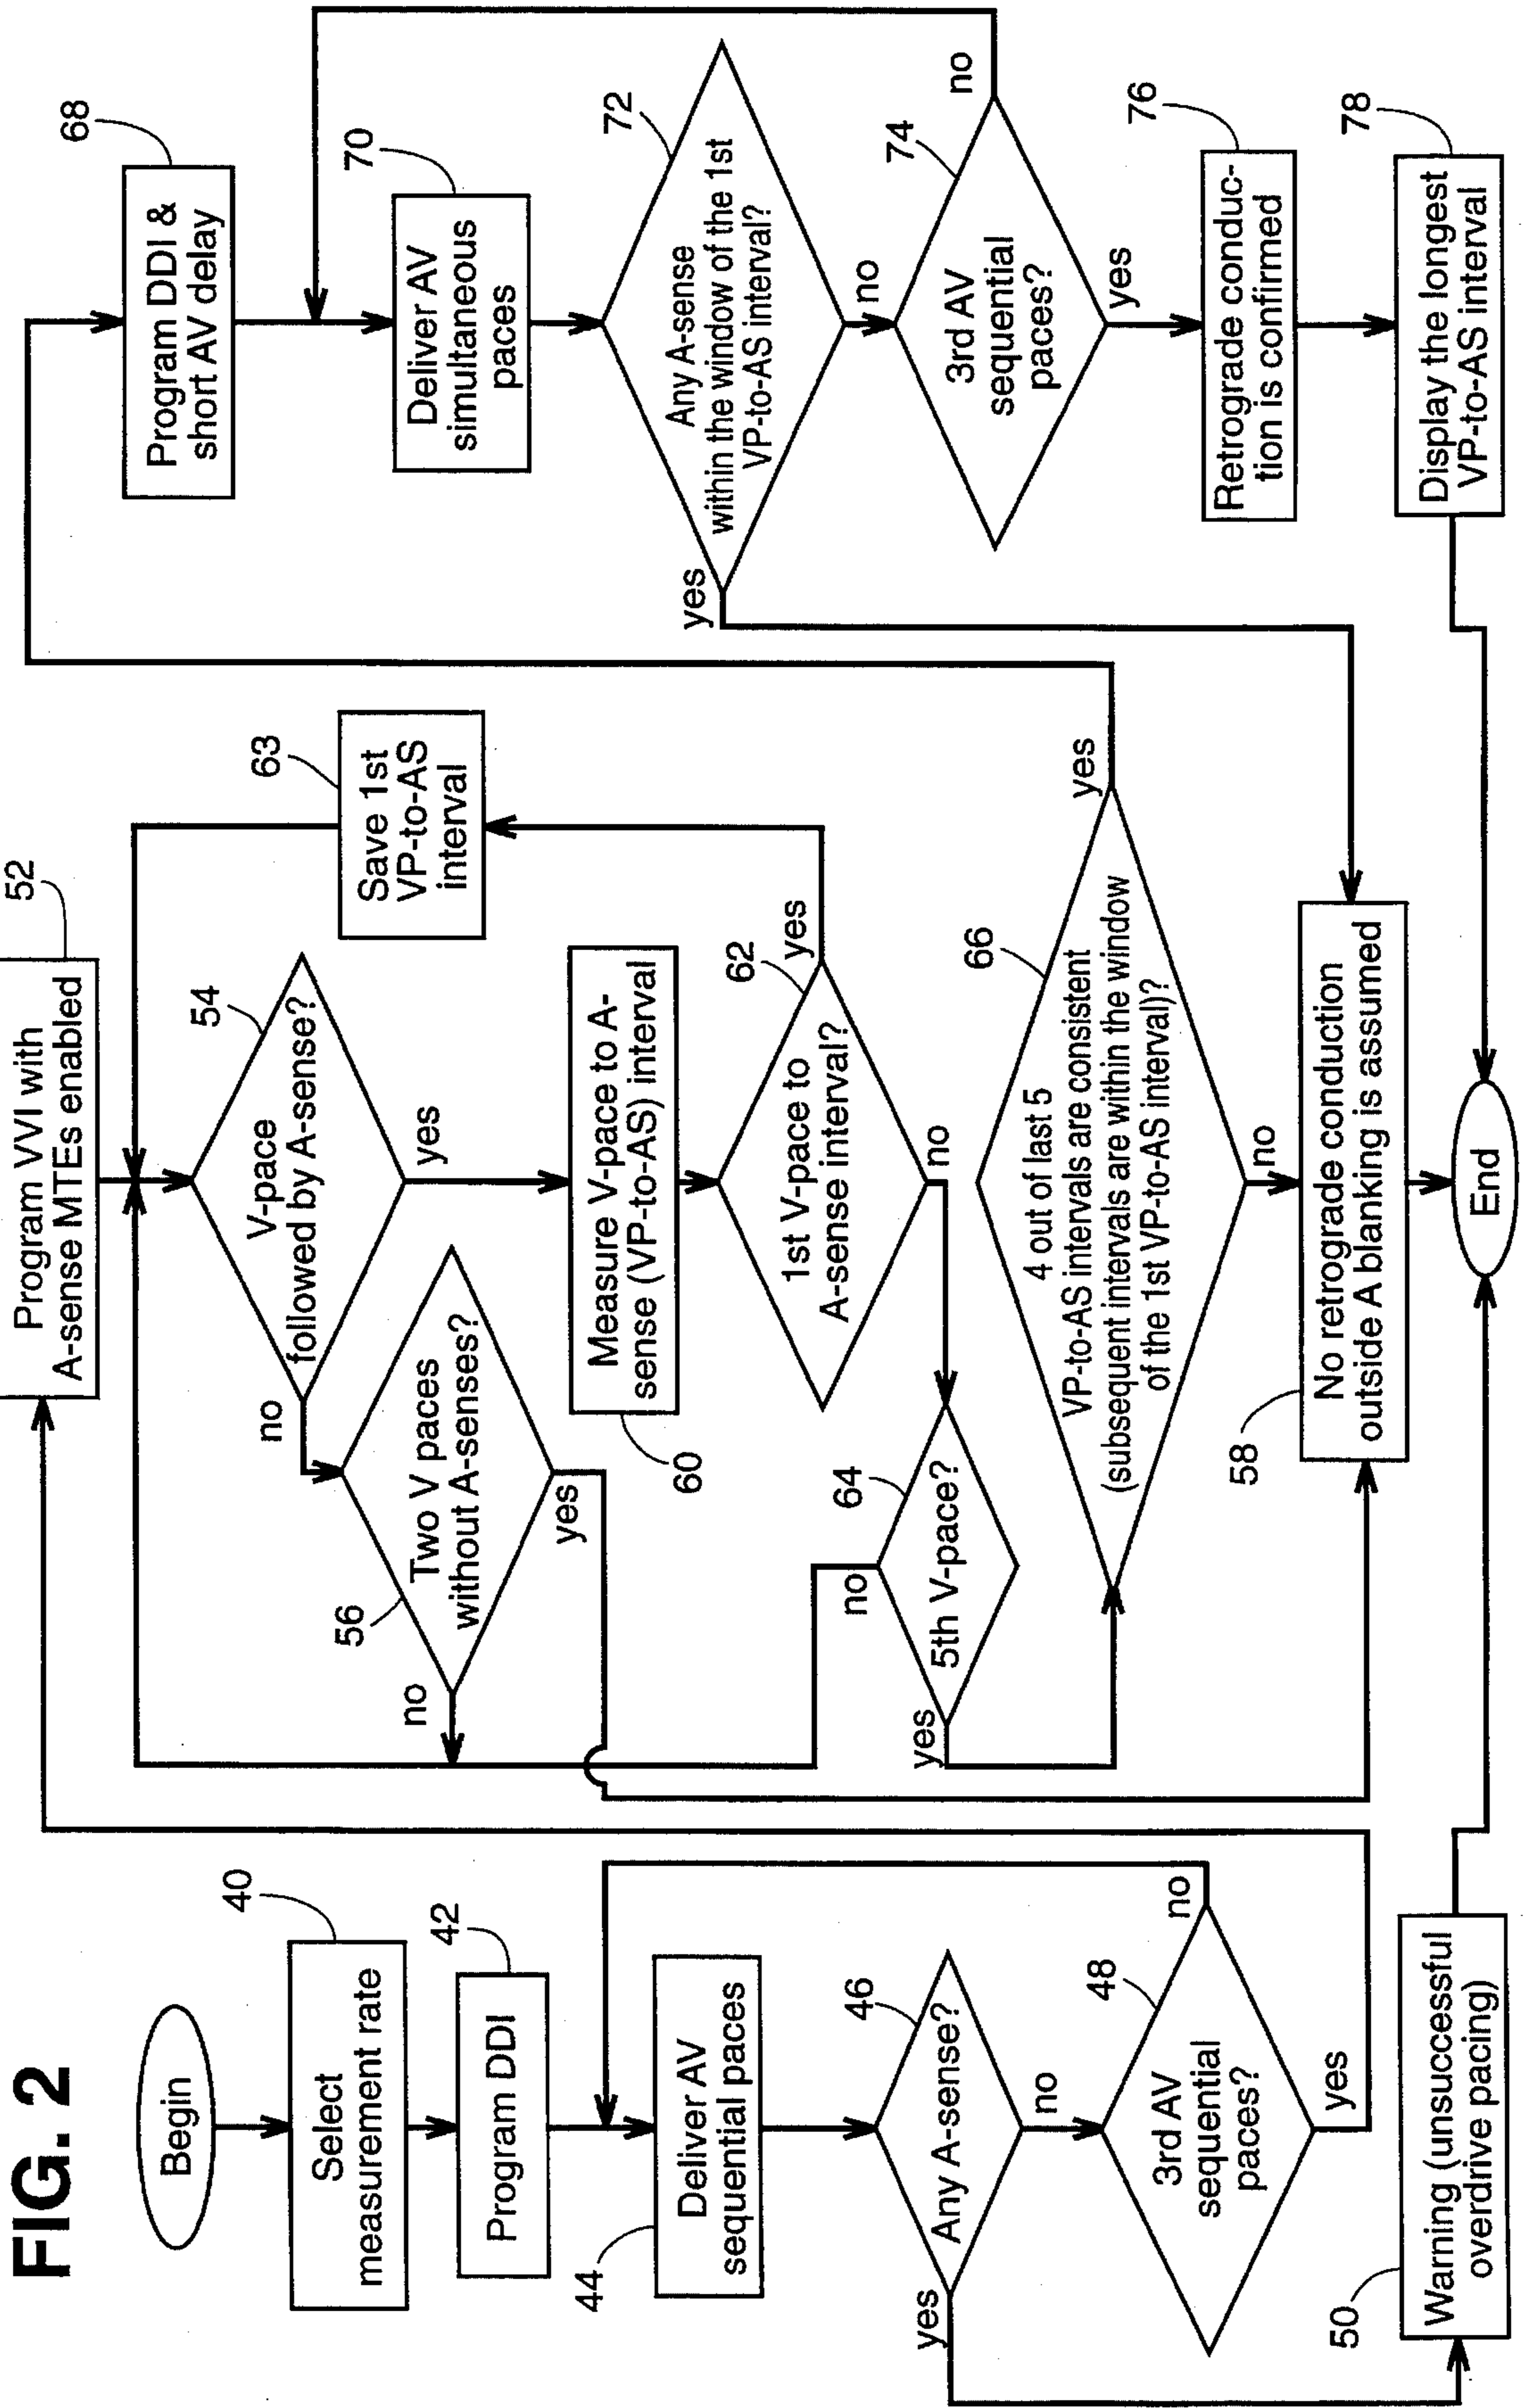 FIG. 2
Begin
40
Select
measurement rate
42
Program DDI
44
Deliver AV
sequential paces
46
Any A-sense?
yes
no
48
3rd AV
sequential
paces?
no
yes
50
Warning (unsuccessful
overdrive pacing)
52
Program VVI with
A-sense MTEs enabled
54
V-pace
followed by A-sense?
no
yes
56
Two V paces
without A-senses?
no
yes
60
Measure V-pace to A-
sense (VP-to-AS) interval
62
1st V-pace to
A-sense interval?
yes
no
63
Save 1st
VP-to-AS
interval
64
5th V-pace?
no
yes
66
4 out of last 5
VP-to-AS intervals are consistent
(subsequent intervals are within the window
of the 1st VP-to-AS interval)?
yes
no
58
No retrograde conduction
outside A blanking is assumed
End
68
Program DDI &
short AV delay
70
Deliver AV
simultaneous
paces
72
Any A-sense
within the window of the 1st
VP-to-AS interval?
yes
no
74
3rd AV
sequential
paces?
no
yes
76
Retrograde conduc-
tion is confirmed
78
Display the longest
VP-to-AS interval